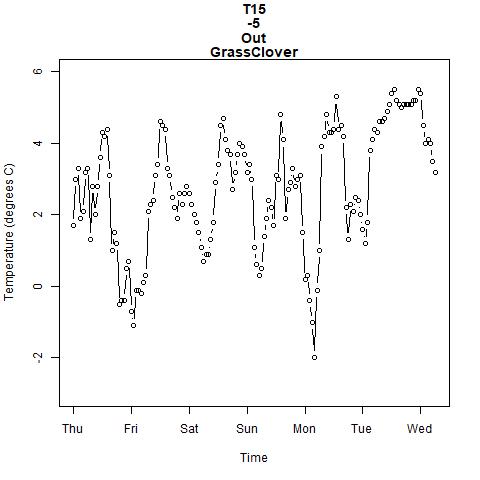 T15
-5
Out
GrassClover
Temperature (degrees C)
6
4
2
0
-2
Thu Fri Sat Sun Mon Tue Wed
Time